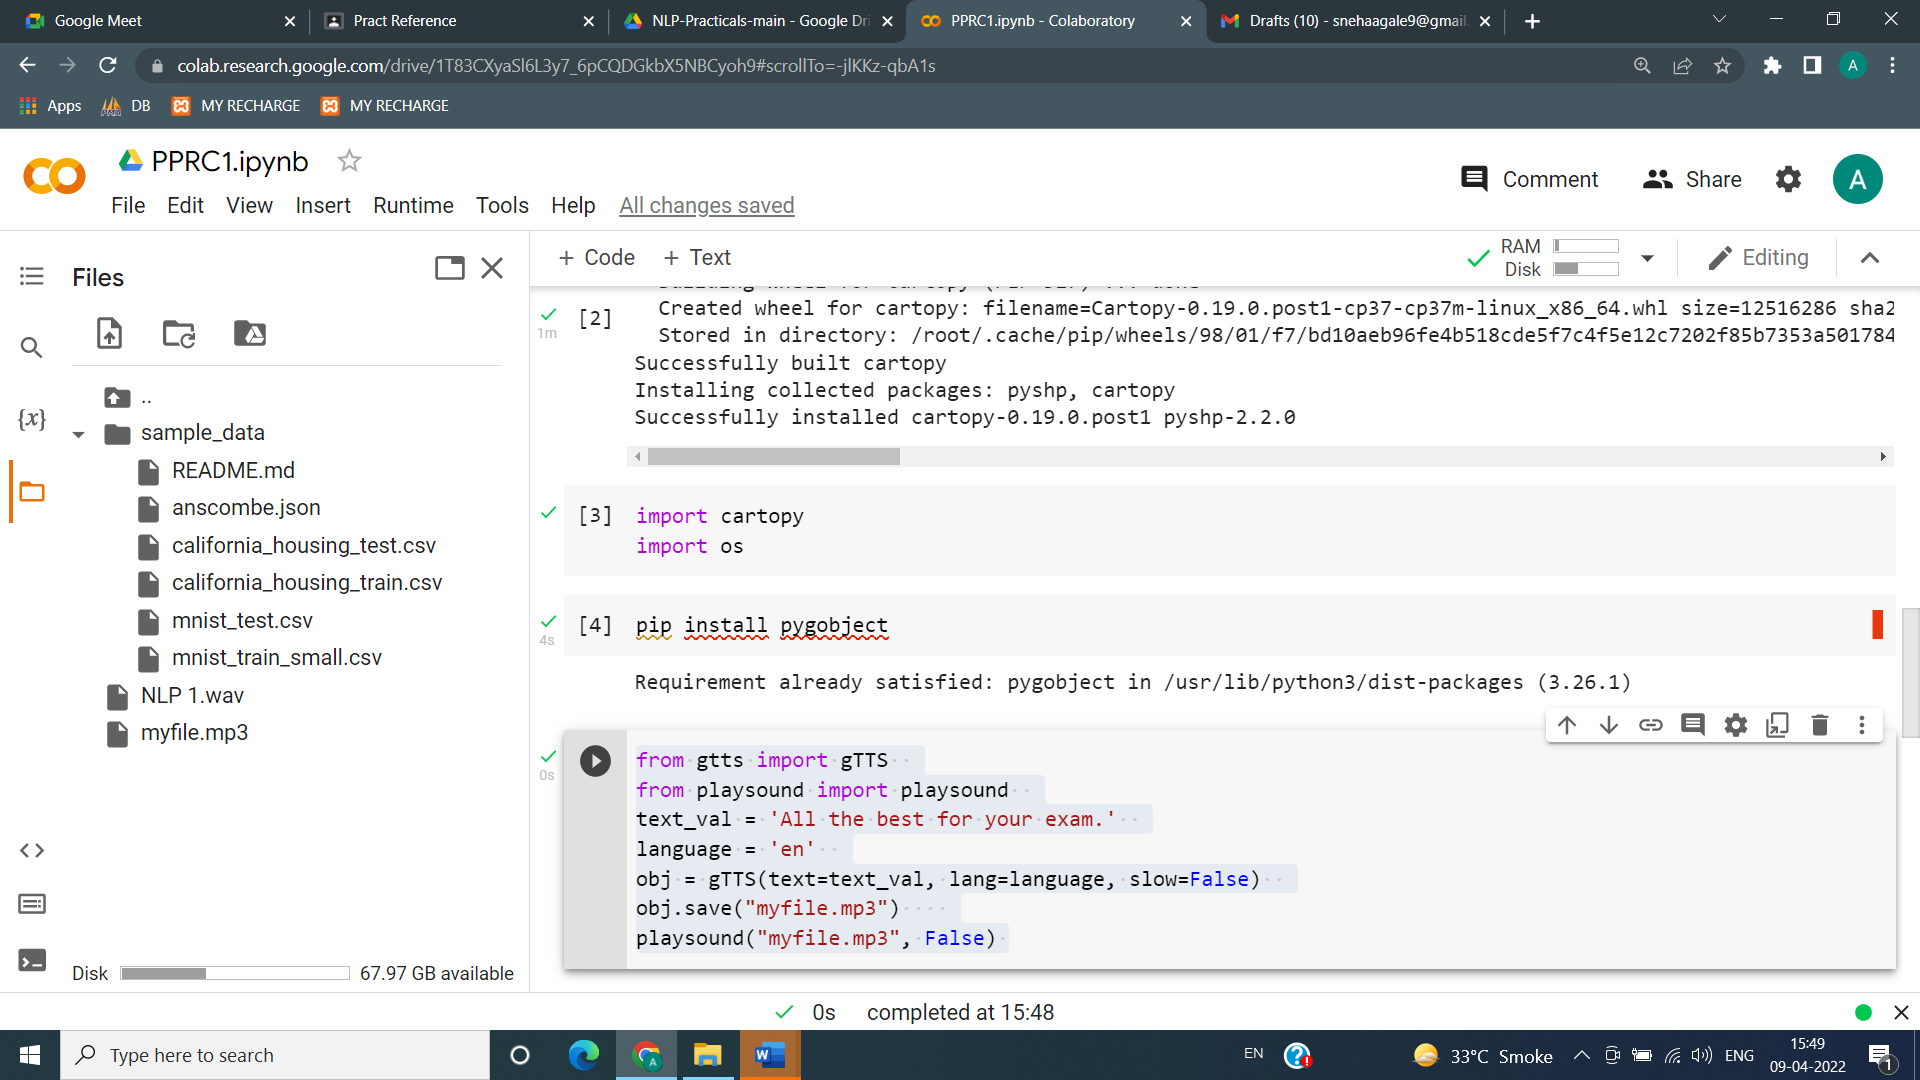 Google Meet
Pract Reference
NLP-Practicals-main - Google Dri
PPRC1.ipynb - Colaboratory
Drafts (10) - snehaagale9@gmail.
colab.research.google.com/drive/1T83CXyaSl6L3y7_6pCQDGkbX5NBCyoh9#scrollTo=-jlKKz-qbA1s
A
Apps
DB
MY RECHARGE
MY RECHARGE
PPRC1.ipynb
Comment
Share
A
File Edit View Insert Runtime Tools Help All changes saved
+ Code + Text
RAM
Disk
Editing
Files
..
sample_data
README.md
anscombe.json
california_housing_test.csv
california_housing_train.csv
mnist_test.csv
mnist_train_small.csv
NLP 1.wav
myfile.mp3
{x}
Disk
67.97 GB available
1m
[2]
Created wheel for cartopy: filename=Cartopy-0.19.0.post1-cp37-cp37m-linux_x86_64.whl size=12516286 sha2
Stored in directory: /root/.cache/pip/wheels/98/01/f7/bd10aeb96fe4b518cde5f7c4f5e12c7202f85b7353a501784
Successfully built cartopy
Installing collected packages: pyshp, cartopy
Successfully installed cartopy-0.19.0.post1 pyshp-2.2.0
[3]
import cartopy
import os
4s
[4]
pip install pygobject
Requirement already satisfied: pygobject in /usr/lib/python3/dist-packages (3.26.1)
0s
from gtts import gTTS
from playsound import playsound
text_val = 'All the best for your exam.'
language = 'en'
obj = gTTS(text=text_val, lang=language, slow=False)
obj.save("myfile.mp3")
playsound("myfile.mp3", False)
0s completed at 15:48
Type here to search
EN
33°C Smoke
ENG
15:49
09-04-2022
1